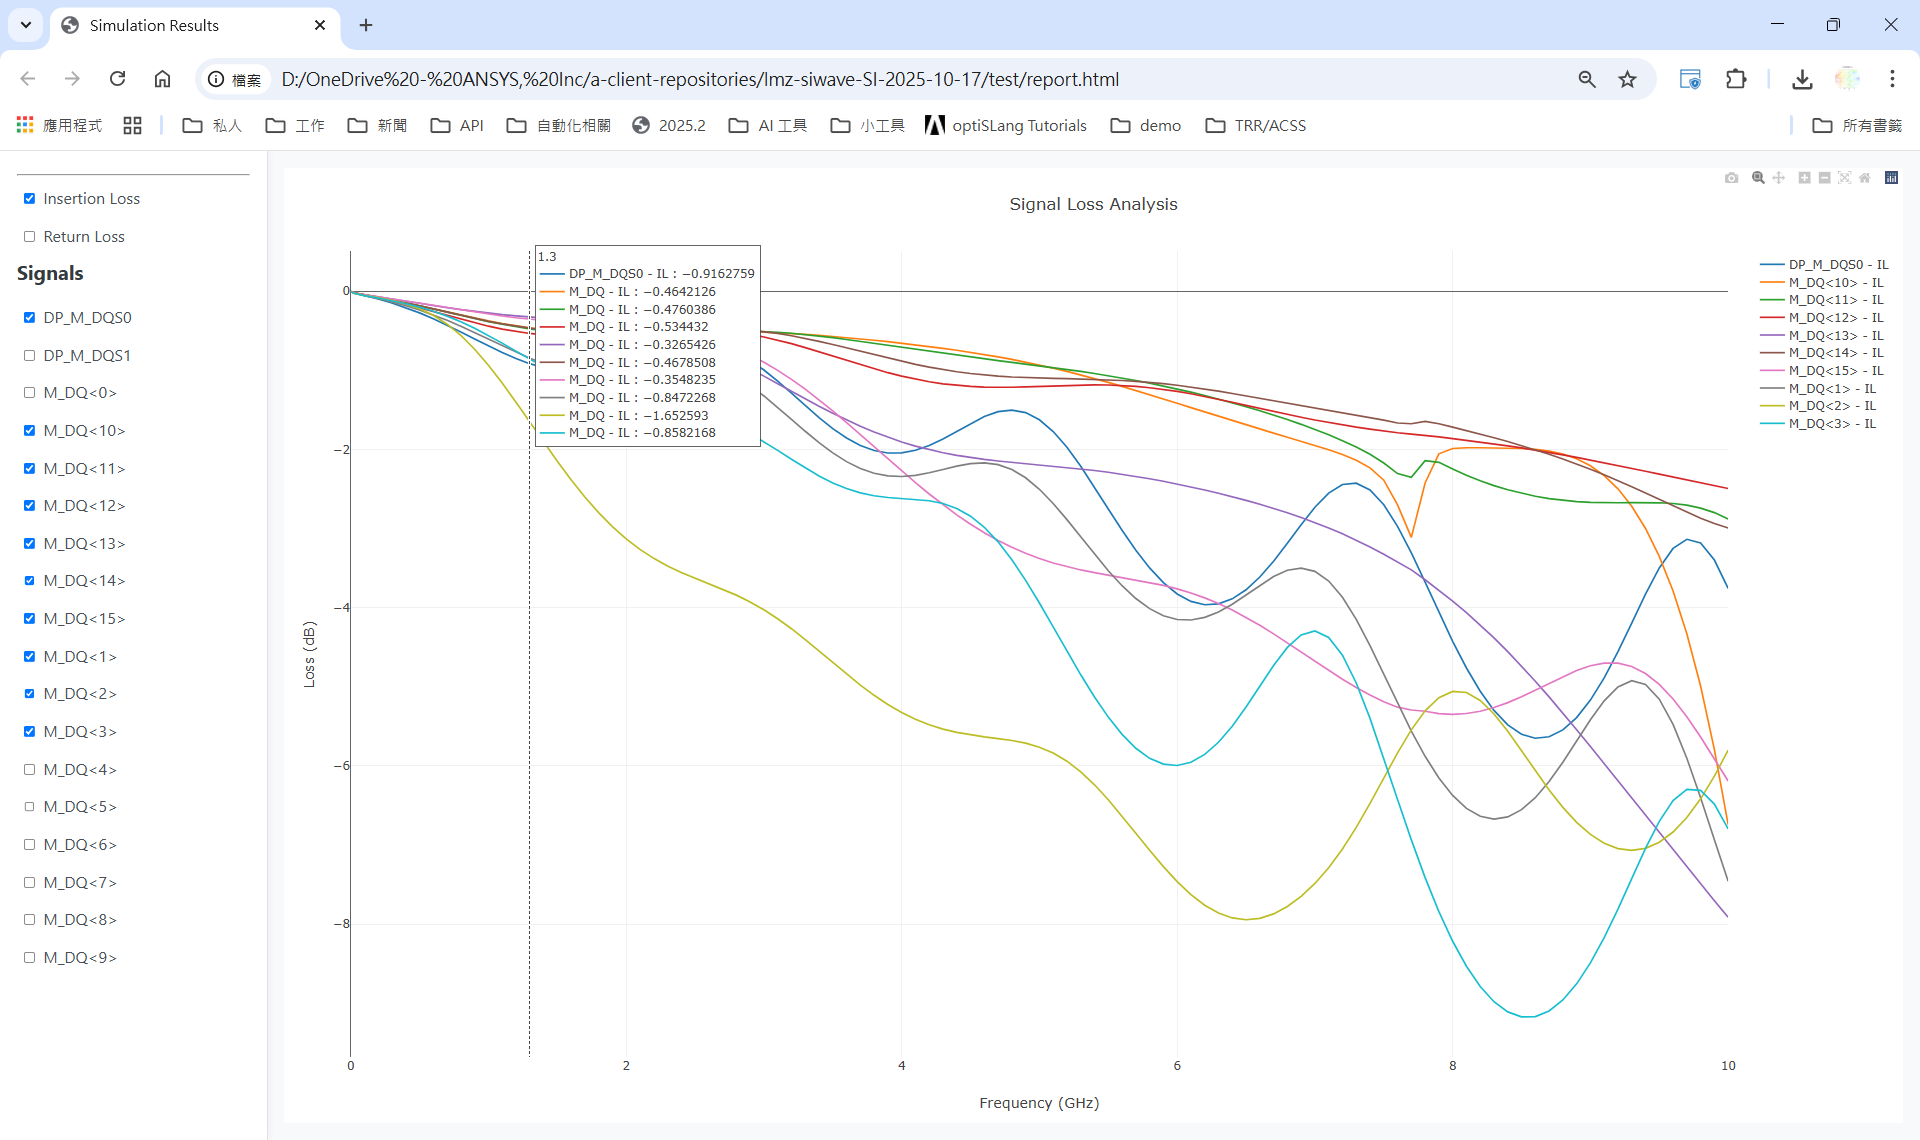 Simulation Results
檔案
D:/OneDrive%20-%20ANSYS,%20Inc/a-client-repositories/lmz-siwave-SI-2025-10-17/test/report.html
應用程式 私人 工作 新聞 API 自動化相關 2025.2 AI 工具 小工具 optiSLang Tutorials demo TRR/ACSS 所有書籤
Insertion Loss
Return Loss
Signals
DP_M_DQS0
DP_M_DQS1
M_DQ<0>
M_DQ<10>
M_DQ<11>
M_DQ<12>
M_DQ<13>
M_DQ<14>
M_DQ<15>
M_DQ<1>
M_DQ<2>
M_DQ<3>
M_DQ<4>
M_DQ<5>
M_DQ<6>
M_DQ<7>
M_DQ<8>
M_DQ<9>
Signal Loss Analysis
1.3
DP_M_DQS0 - IL : −0.9162759
M_DQ - IL : −0.4642126
M_DQ - IL : −0.4760386
M_DQ - IL : −0.534432
M_DQ - IL : −0.3265426
M_DQ - IL : −0.4678508
M_DQ - IL : −0.3548235
M_DQ - IL : −0.8472268
M_DQ - IL : −1.652593
M_DQ - IL : −0.8582168
DP_M_DQS0 - IL
M_DQ<10> - IL
M_DQ<11> - IL
M_DQ<12> - IL
M_DQ<13> - IL
M_DQ<14> - IL
M_DQ<15> - IL
M_DQ<1> - IL
M_DQ<2> - IL
M_DQ<3> - IL
0
−2
−4
−6
−8
Loss (dB)
0 2 4 6 8 10
Frequency (GHz)